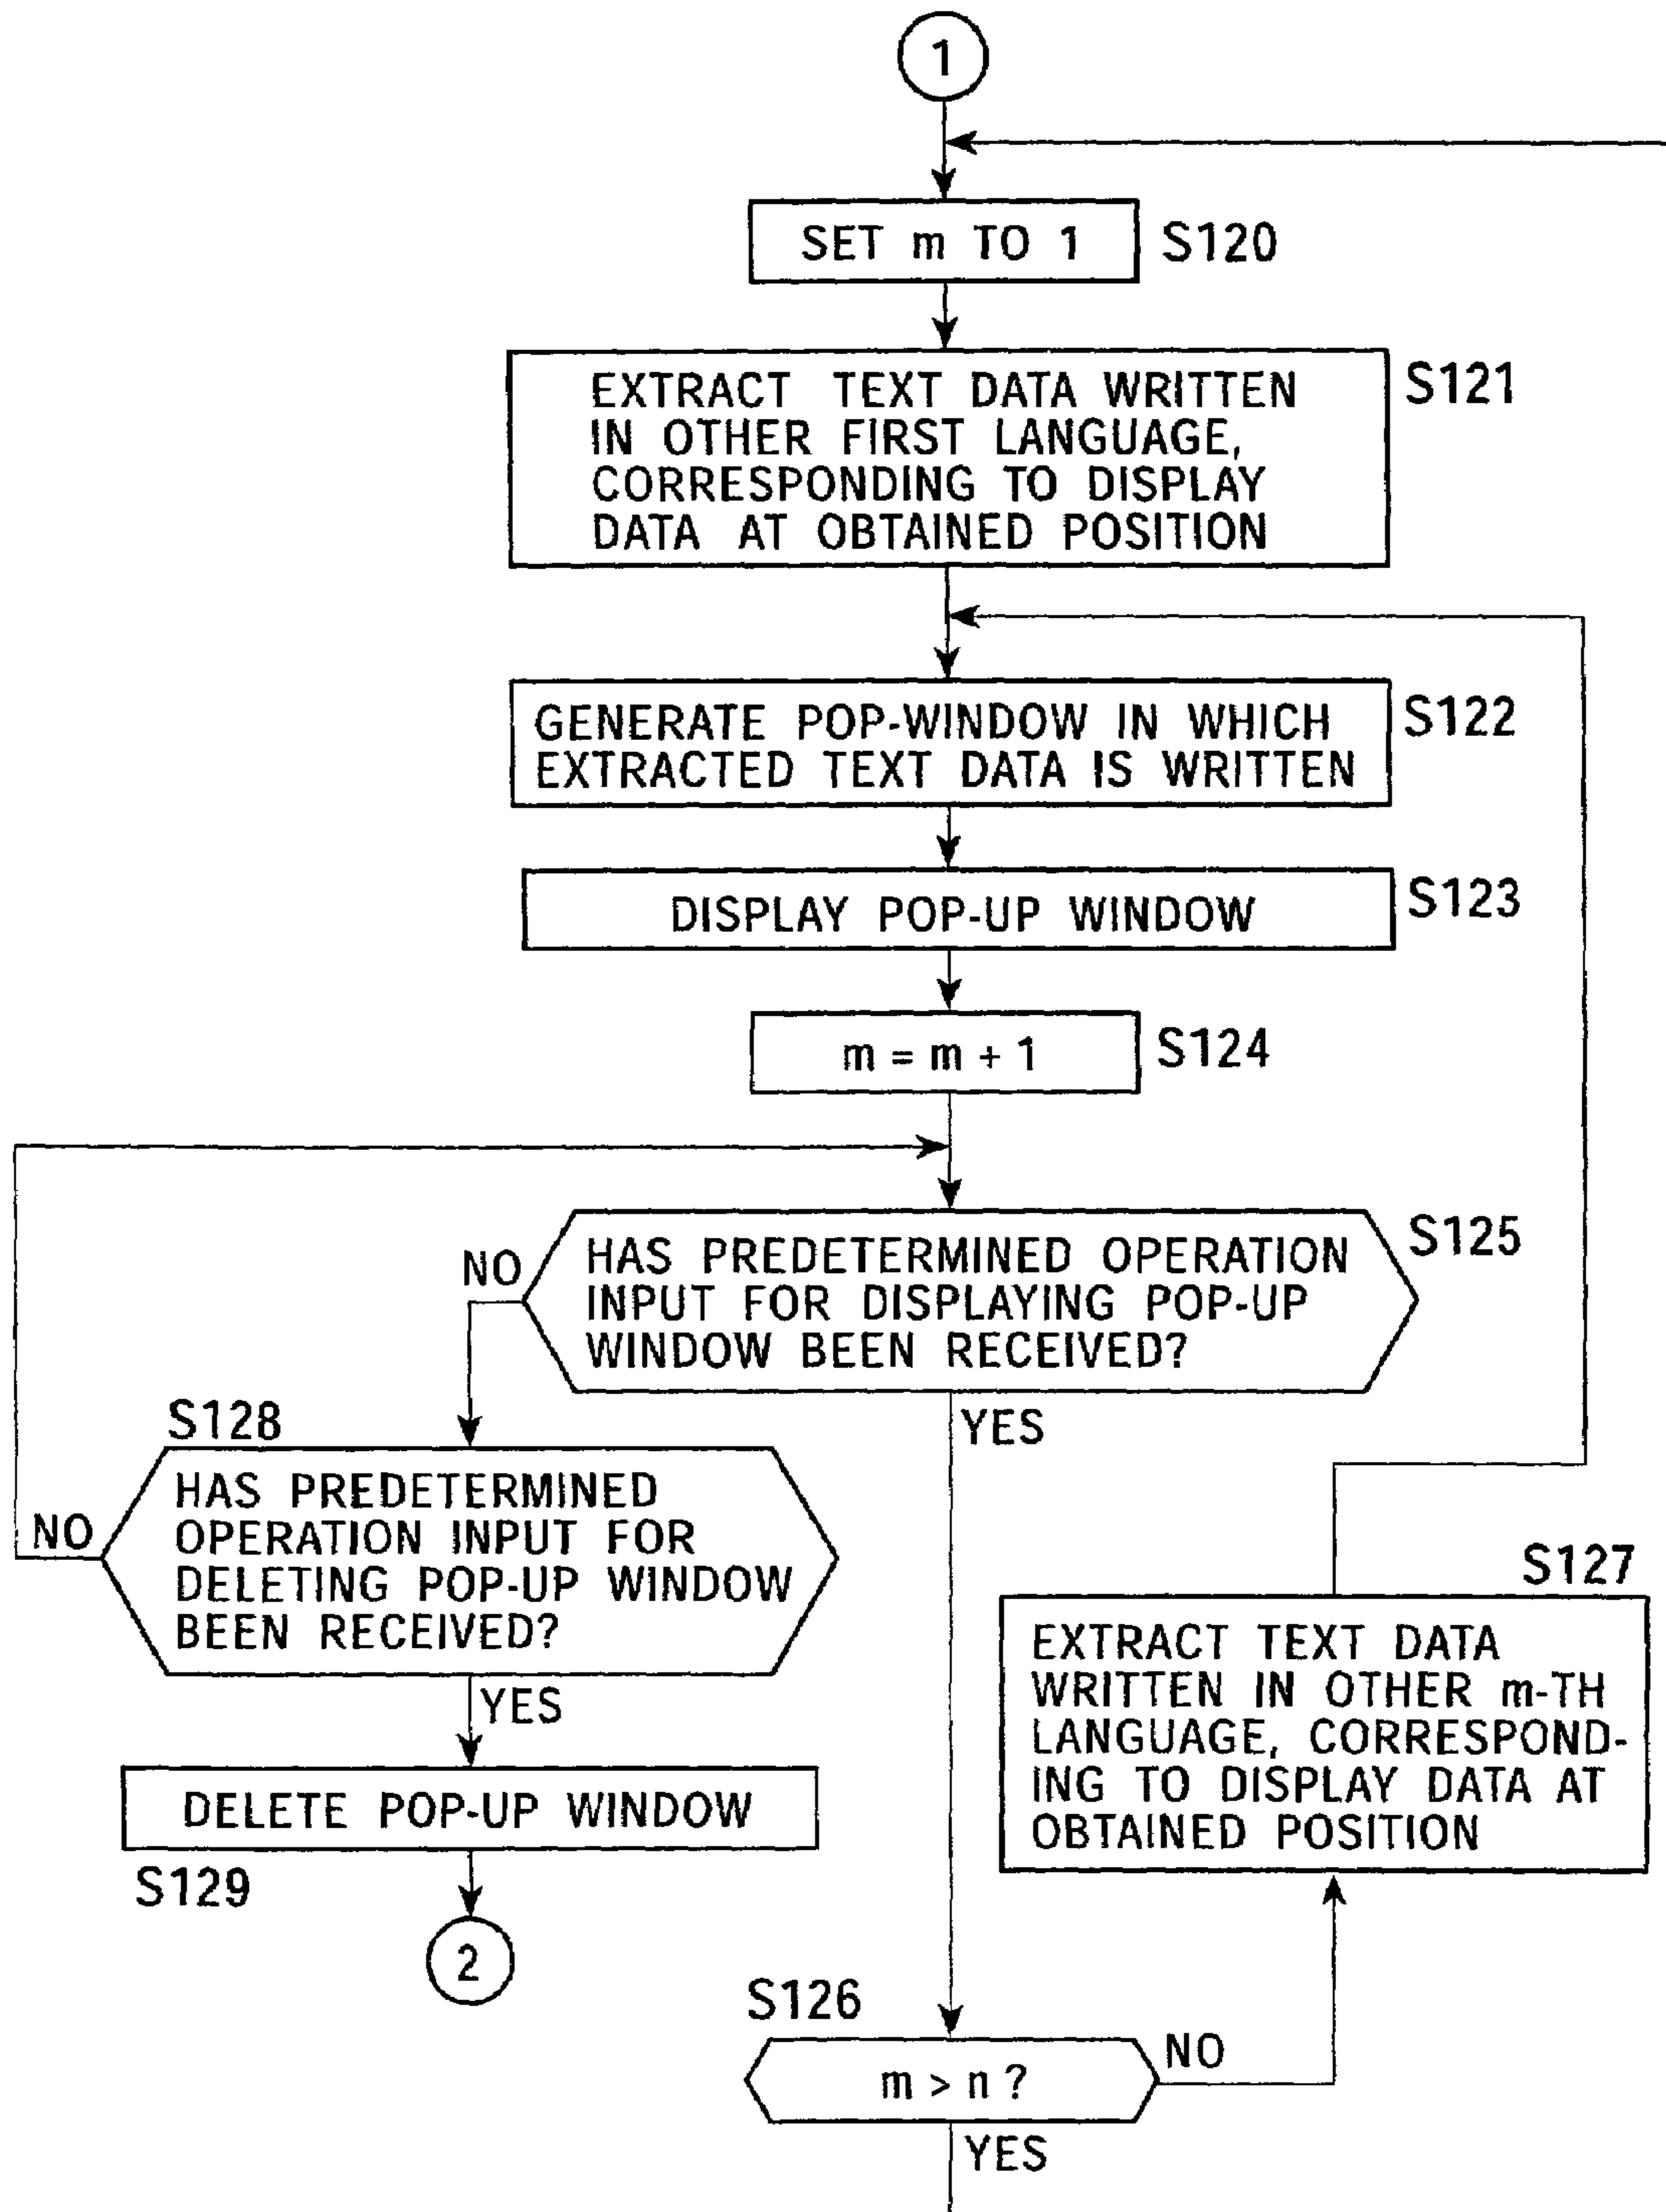 1
SET m TO 1
S120
EXTRACT TEXT DATA WRITTEN
IN OTHER FIRST LANGUAGE,
CORRESPONDING TO DISPLAY
DATA AT OBTAINED POSITION
S121
GENERATE POP-WINDOW IN WHICH
EXTRACTED TEXT DATA IS WRITTEN
S122
DISPLAY POP-UP WINDOW
S123
m = m + 1
S124
HAS PREDETERMINED OPERATION
INPUT FOR DISPLAYING POP-UP
WINDOW BEEN RECEIVED?
S125
NO
YES
S128
HAS PREDETERMINED
OPERATION INPUT FOR
DELETING POP-UP WINDOW
BEEN RECEIVED?
NO
YES
DELETE POP-UP WINDOW
S129
2
S127
EXTRACT TEXT DATA
WRITTEN IN OTHER m-TH
LANGUAGE, CORRESPOND-
ING TO DISPLAY DATA AT
OBTAINED POSITION
S126
m > n ?
NO
YES